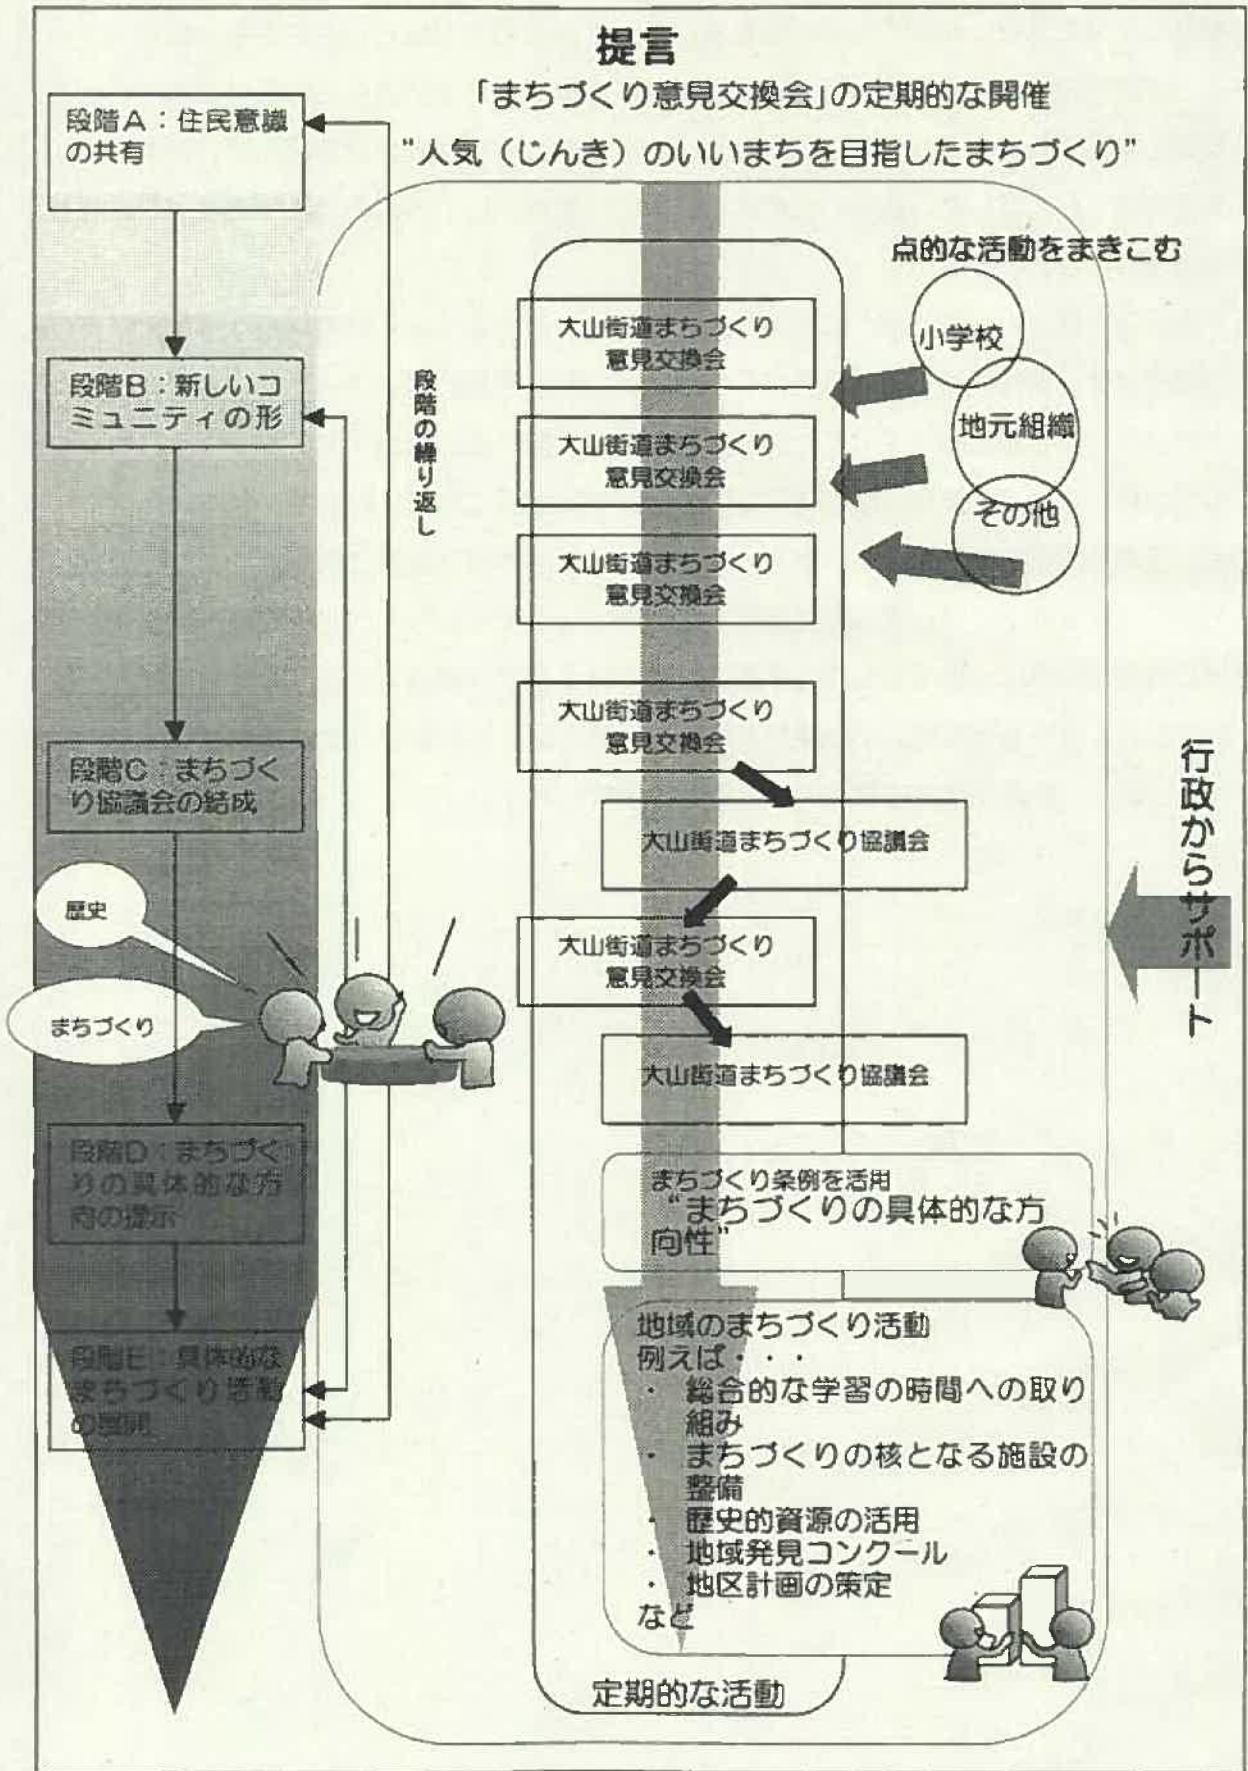 提言
「まちづくり意見交換会」の定期的な開催
"人気（じんき）のいいまちを目指したまちづくり"
段階A：住民意識
の共有
段階B：新しいコ
ミュニティの形
段階C：まちづく
り協議会の結成
段階D：まちづく
りの具体的な方
向の提示
段階E：具体的な
まちづくり活動
の展開
段階の繰り返し
歴史
まちづくり
点的な活動をまきこむ
小学校
地元組織
その他
大山街道まちづくり
意見交換会
大山街道まちづくり
意見交換会
大山街道まちづくり
意見交換会
大山街道まちづくり
意見交換会
大山街道まちづくり協議会
大山街道まちづくり
意見交換会
大山街道まちづくり協議会
行政からサポート
まちづくり条例を活用
"まちづくりの具体的な方
向性"
地域のまちづくり活動
例えば・・・
・ 総合的な学習の時間への取り
組み
・ まちづくりの核となる施設の
整備
・ 歴史的資源の活用
・ 地域発見コンクール
・ 地区計画の策定
など
定期的な活動